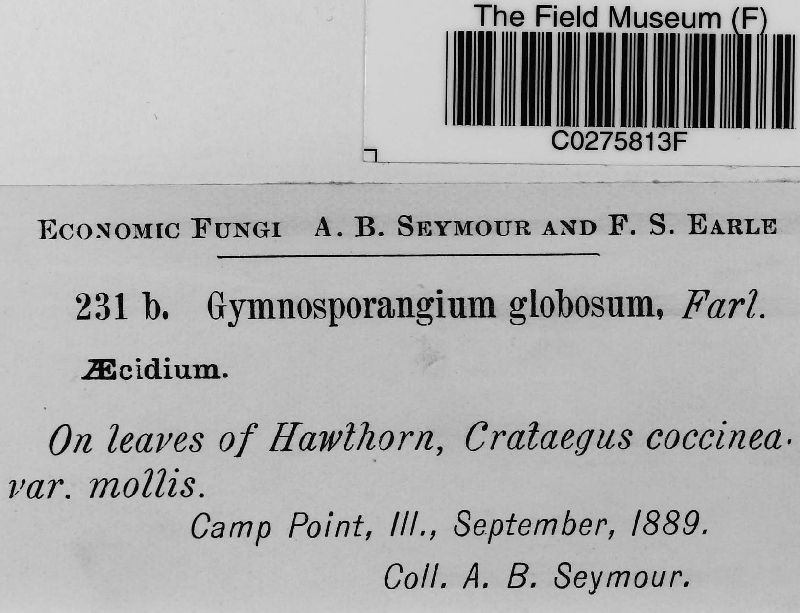 The Field Museum (F)
C0275813F
ECONOMIC FUNGI A. B. SEYMOUR AND F. S. EARLE
231 b. Gymnosporangium globosum, Farl.
Æcidium.
On leaves of Hawthorn, Crataegus coccinea.
var. mollis.
Camp Point, Ill., September, 1889.
Coll. A. B. Seymour.